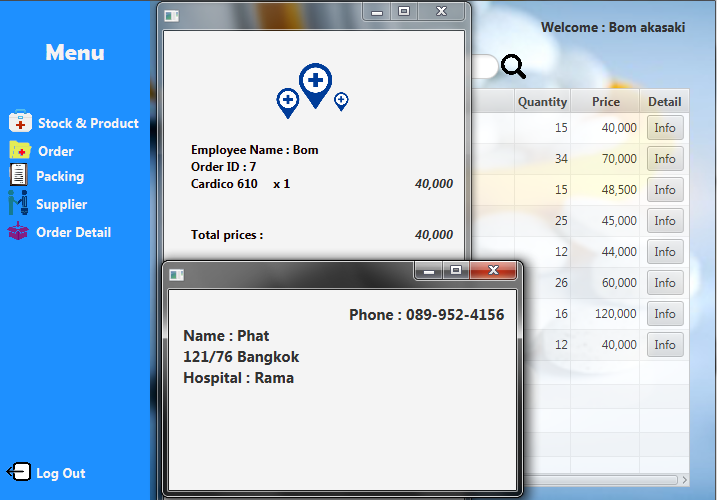 Menu
Stock & Product
Order
Packing
Supplier
Order Detail
Log Out
Employee Name : Bom
Order ID : 7
Cardico 610 x 1 40,000
Total prices : 40,000
Phone : 089-952-4156
Name : Phat
121/76 Bangkok
Hospital : Rama
Welcome : Bom akasaki
Quantity Price Detail
15 40,000 Info
34 70,000 Info
15 48,500 Info
25 45,000 Info
12 44,000 Info
26 60,000 Info
16 120,000 Info
12 40,000 Info